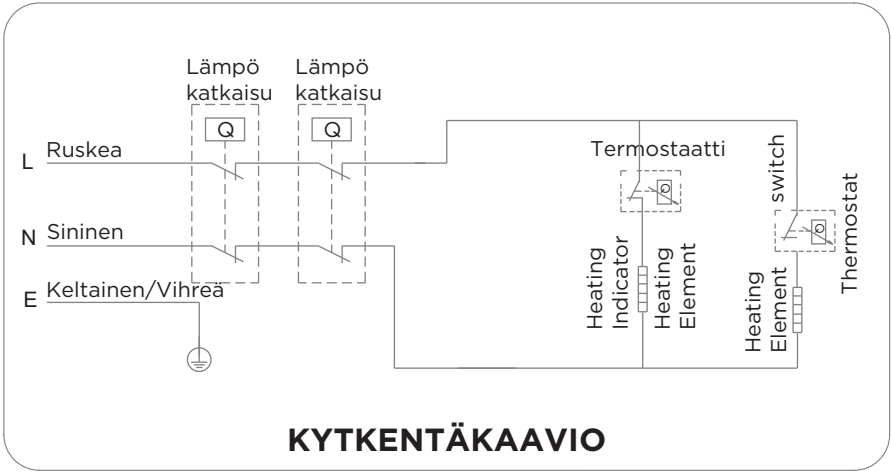 Lämpö
katkaisu
Lämpö
katkaisu
Q
Q
L
Ruskea
N
Sininen
E
Keltainen/Vihreä
Termostaatti
Q
switch
Q
Thermostat
Heating
Indicator
Heating
Element
Heating
Element
KYTKENTÄKAAVIO